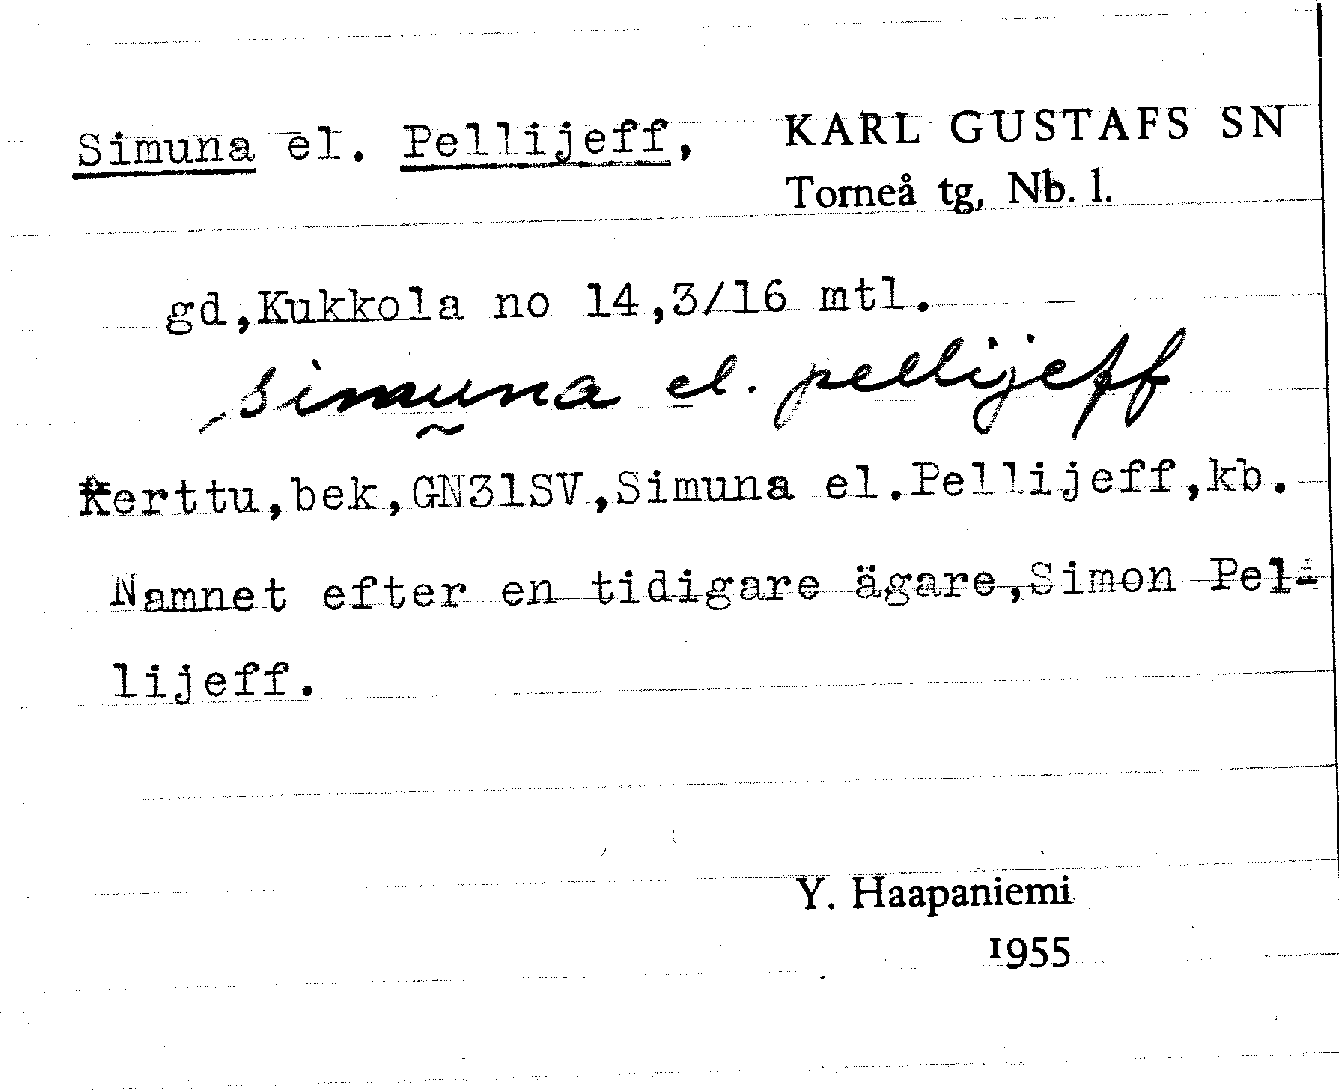 Simuna el. Pellijeff, KARL GUSTAFS SN
Torneå tg, Nb. l.
gd,Kukkola no 14,3/16 mtl.
simuna el. pellijeff
Kerttu,bek,GN31SV,Simuna el.Pellijeff,kb.
Namnet efter en tidigare ägare,Simon Pel-
lijeff.
Y. Haapaniemi
1955